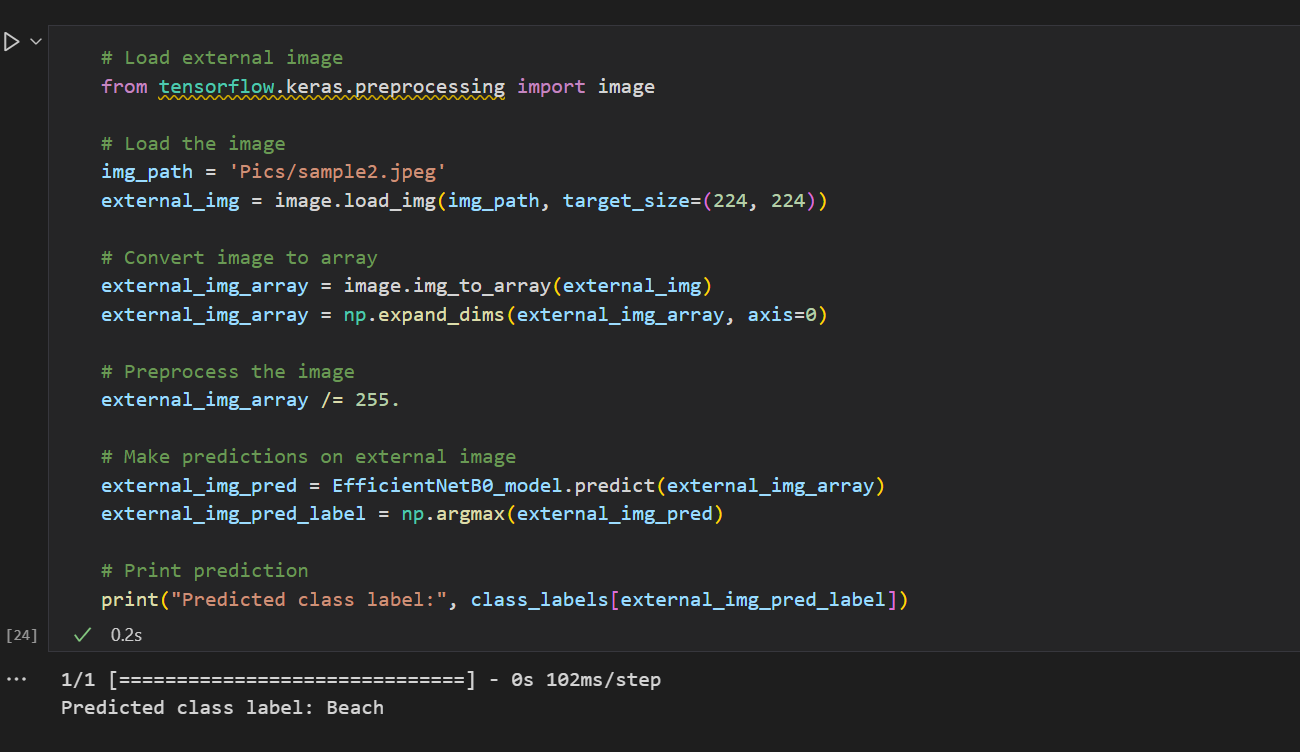 # Load external image
from tensorflow.keras.preprocessing import image
# Load the image
img_path = 'Pics/sample2.jpeg'
external_img = image.load_img(img_path, target_size=(224, 224))
# Convert image to array
external_img_array = image.img_to_array(external_img)
external_img_array = np.expand_dims(external_img_array, axis=0)
# Preprocess the image
external_img_array /= 255.
# Make predictions on external image
external_img_pred = EfficientNetB0_model.predict(external_img_array)
external_img_pred_label = np.argmax(external_img_pred)
# Print prediction
print("Predicted class label:", class_labels[external_img_pred_label])
[24] 0.2s
1/1 [==============================] - 0s 102ms/step
Predicted class label: Beach